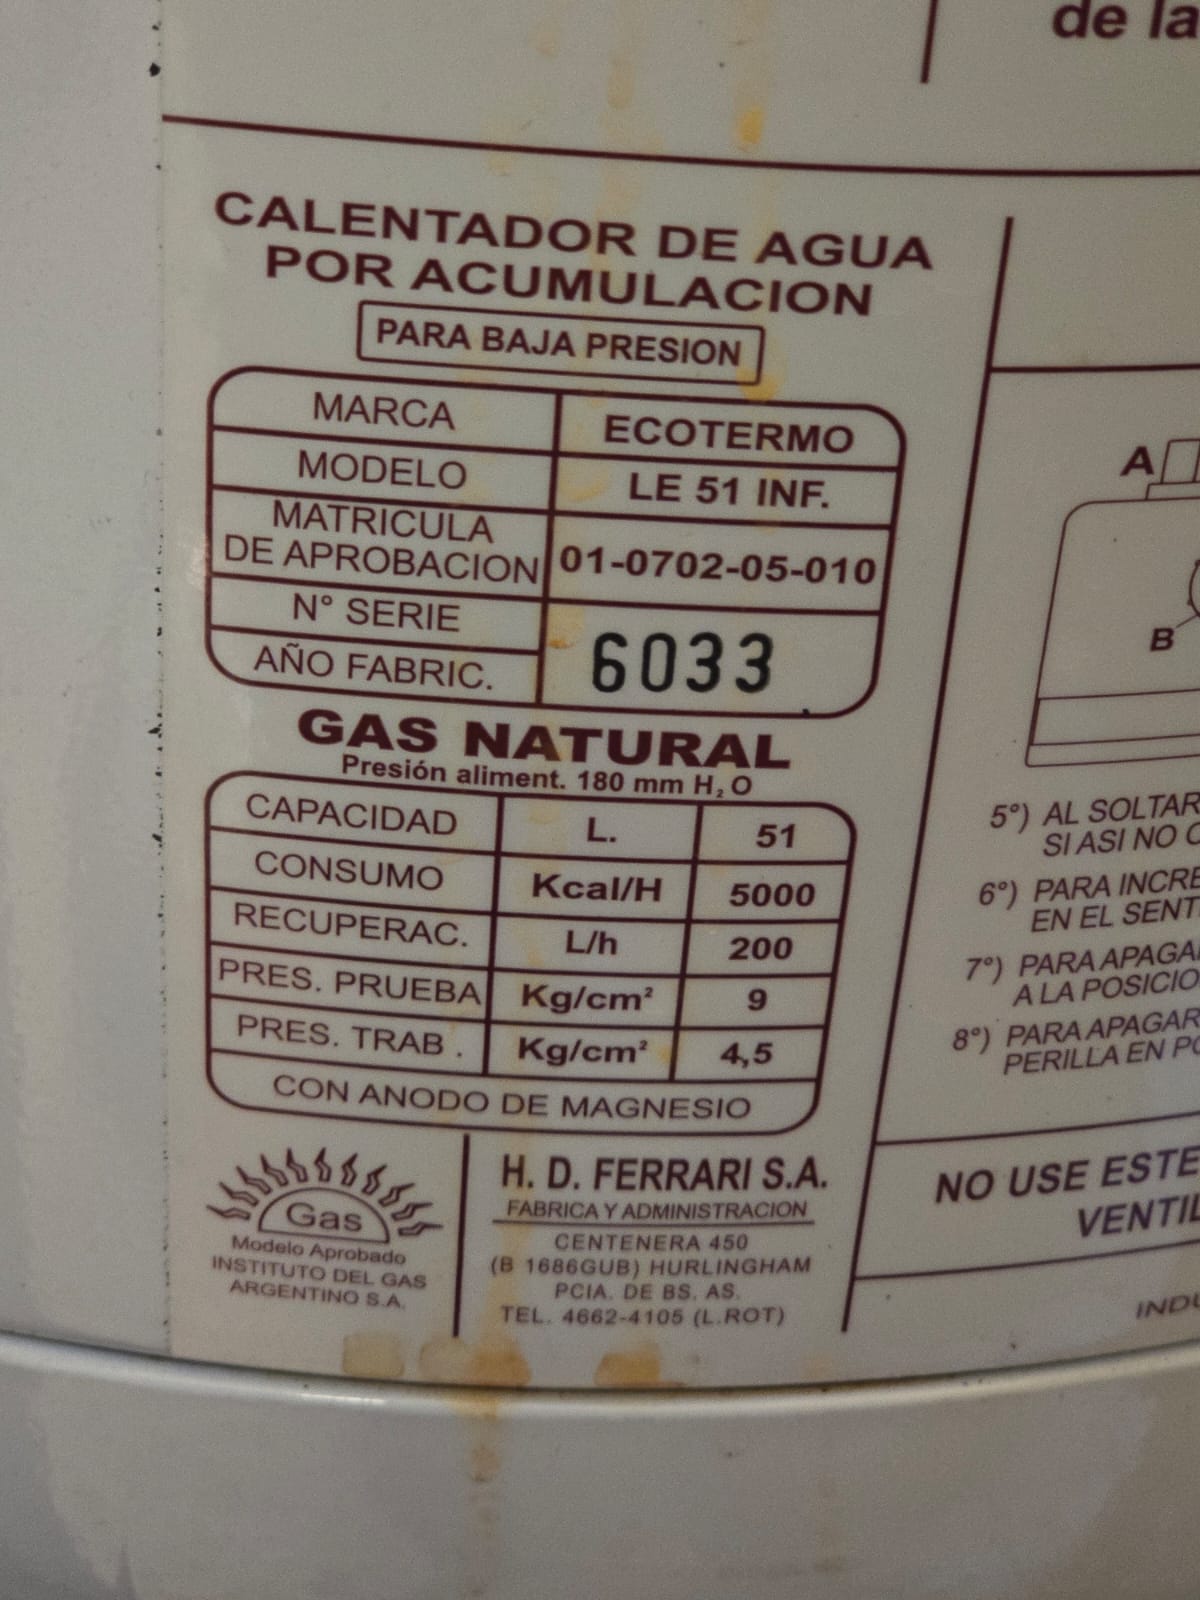 de la
CALENTADOR DE AGUA
POR ACUMULACION
PARA BAJA PRESION
MARCA ECOTERMO
MODELO LE 51 INF.
MATRICULA
DE APROBACION 01-0702-05-010
N° SERIE
AÑO FABRIC.
6033
GAS NATURAL
Presión aliment. 180 mm H₂O
CAPACIDAD L. 51
CONSUMO Kcal/H 5000
RECUPERAC. L/h 200
PRES. PRUEBA Kg/cm² 9
PRES. TRAB . Kg/cm² 4,5
CON ANODO DE MAGNESIO
Gas
Modelo Aprobado
INSTITUTO DEL GAS
ARGENTINO S.A.
H. D. FERRARI S.A.
FABRICA Y ADMINISTRACION
CENTENERA 450
(B 1686GUB) HURLINGHAM
PCIA. DE BS. AS.
TEL. 4662-4105 (L.ROT)
A
B
5°) AL SOLTAR
SI ASI NO
6°) PARA INCRE
EN EL SENT
7°) PARA APAGA
A LA POSICIO
8°) PARA APAGAR
PERILLA EN PO
NO USE ESTE
VENTIL
INDU